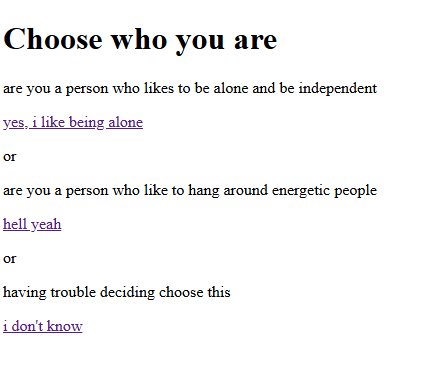 Choose who you are
are you a person who likes to be alone and be independent
yes, i like being alone
or
are you a person who like to hang around energetic people
hell yeah
or
having trouble deciding choose this
i don't know